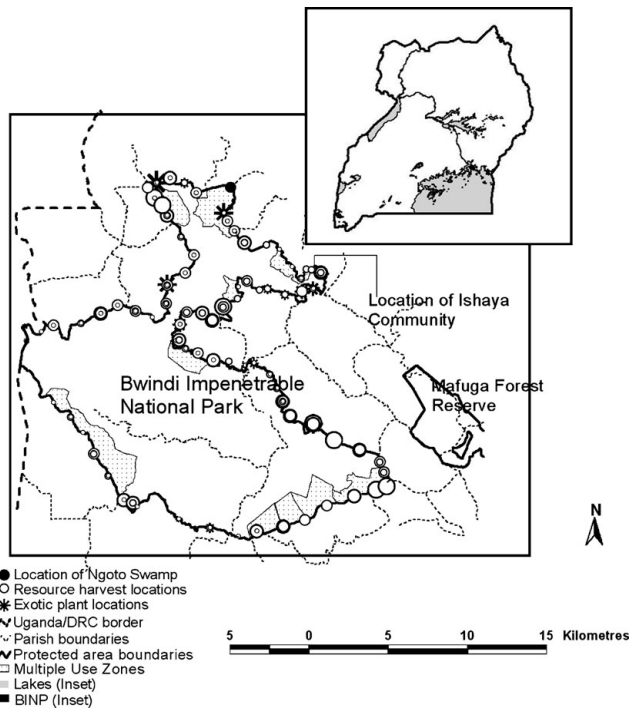 Location of Ishaya
Community
Bwindi Impenetrable
National Park
Mafuga Forest
Reserve
N
Location of Ngoto Swamp
Resource harvest locations
Exotic plant locations
Uganda/DRC border
Parish boundaries
Protected area boundaries
Multiple Use Zones
Lakes (Inset)
BINP (Inset)
5 0 5 10 15 Kilometres